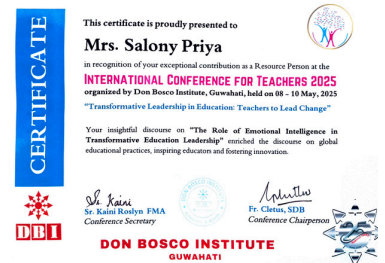 CERTIFICATE
This certificate is proudly presented to
Mrs. Salony Priya
in recognition of your exceptional contribution as a Resource Person at the
INTERNATIONAL CONFERENCE FOR TEACHERS 2025
organized by Don Bosco Institute, Guwahati, held on 08 - 10 May, 2025
"Transformative Leadership in Education: Teachers to Lead Change"
Your insightful discourse on "The Role of Emotional Intelligence in
Transformative Education Leadership" enriched the discourse on global
educational practices, inspiring educators and fostering innovation.
Sr. Kaini
Sr. Kaini Roslyn FMA
Conference Secretary
Fr. Cletus, SDB
Conference Chairperson
DBI
DON BOSCO INSTITUTE
GUWAHATI